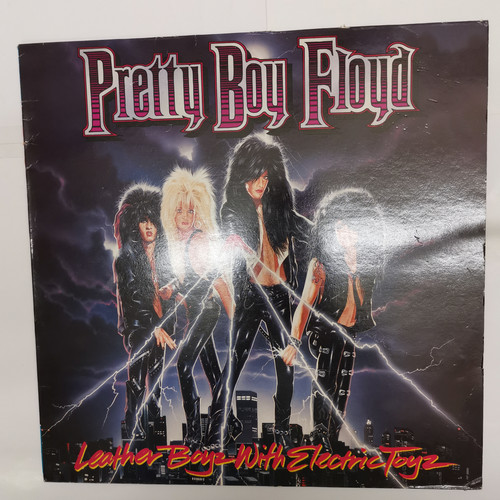 Pretty Boy Floyd
Leather Boyz With Electric Toyz